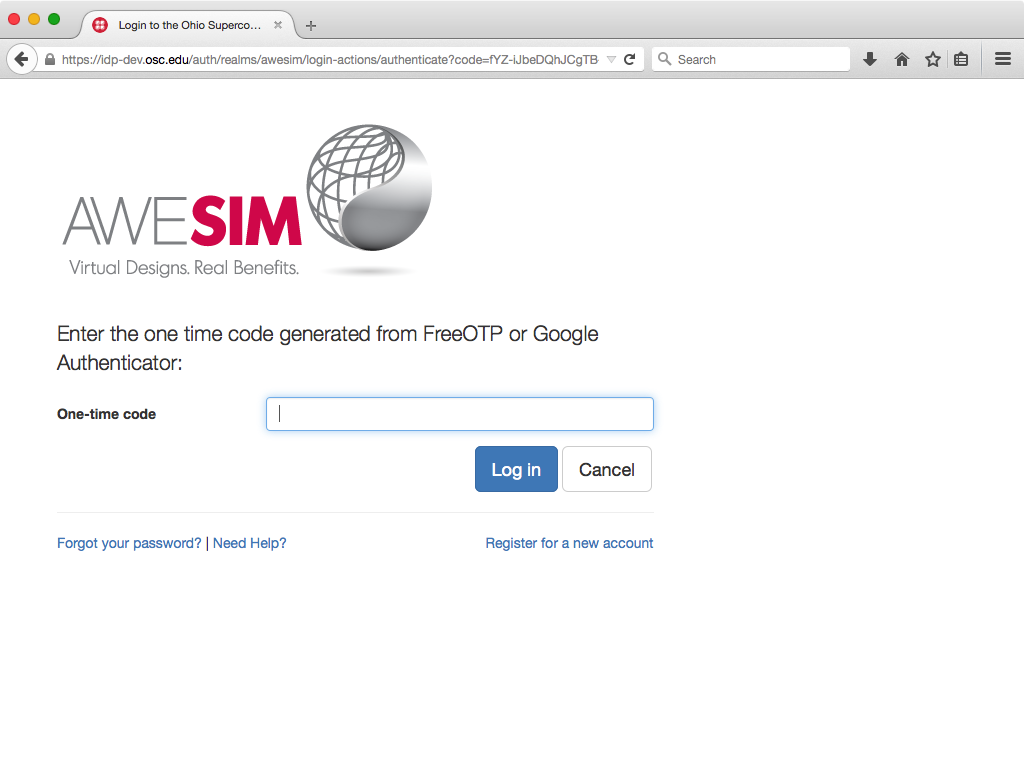 Login to the Ohio Superco...
https://idp-dev.osc.edu/auth/realms/awesim/login-actions/authenticate?code=fYZ-iJbeDQhJCgTB
Search
AWESIM
Virtual Designs. Real Benefits.
Enter the one time code generated from FreeOTP or Google
Authenticator:
One-time code
Log in Cancel
Forgot your password? | Need Help? Register for a new account